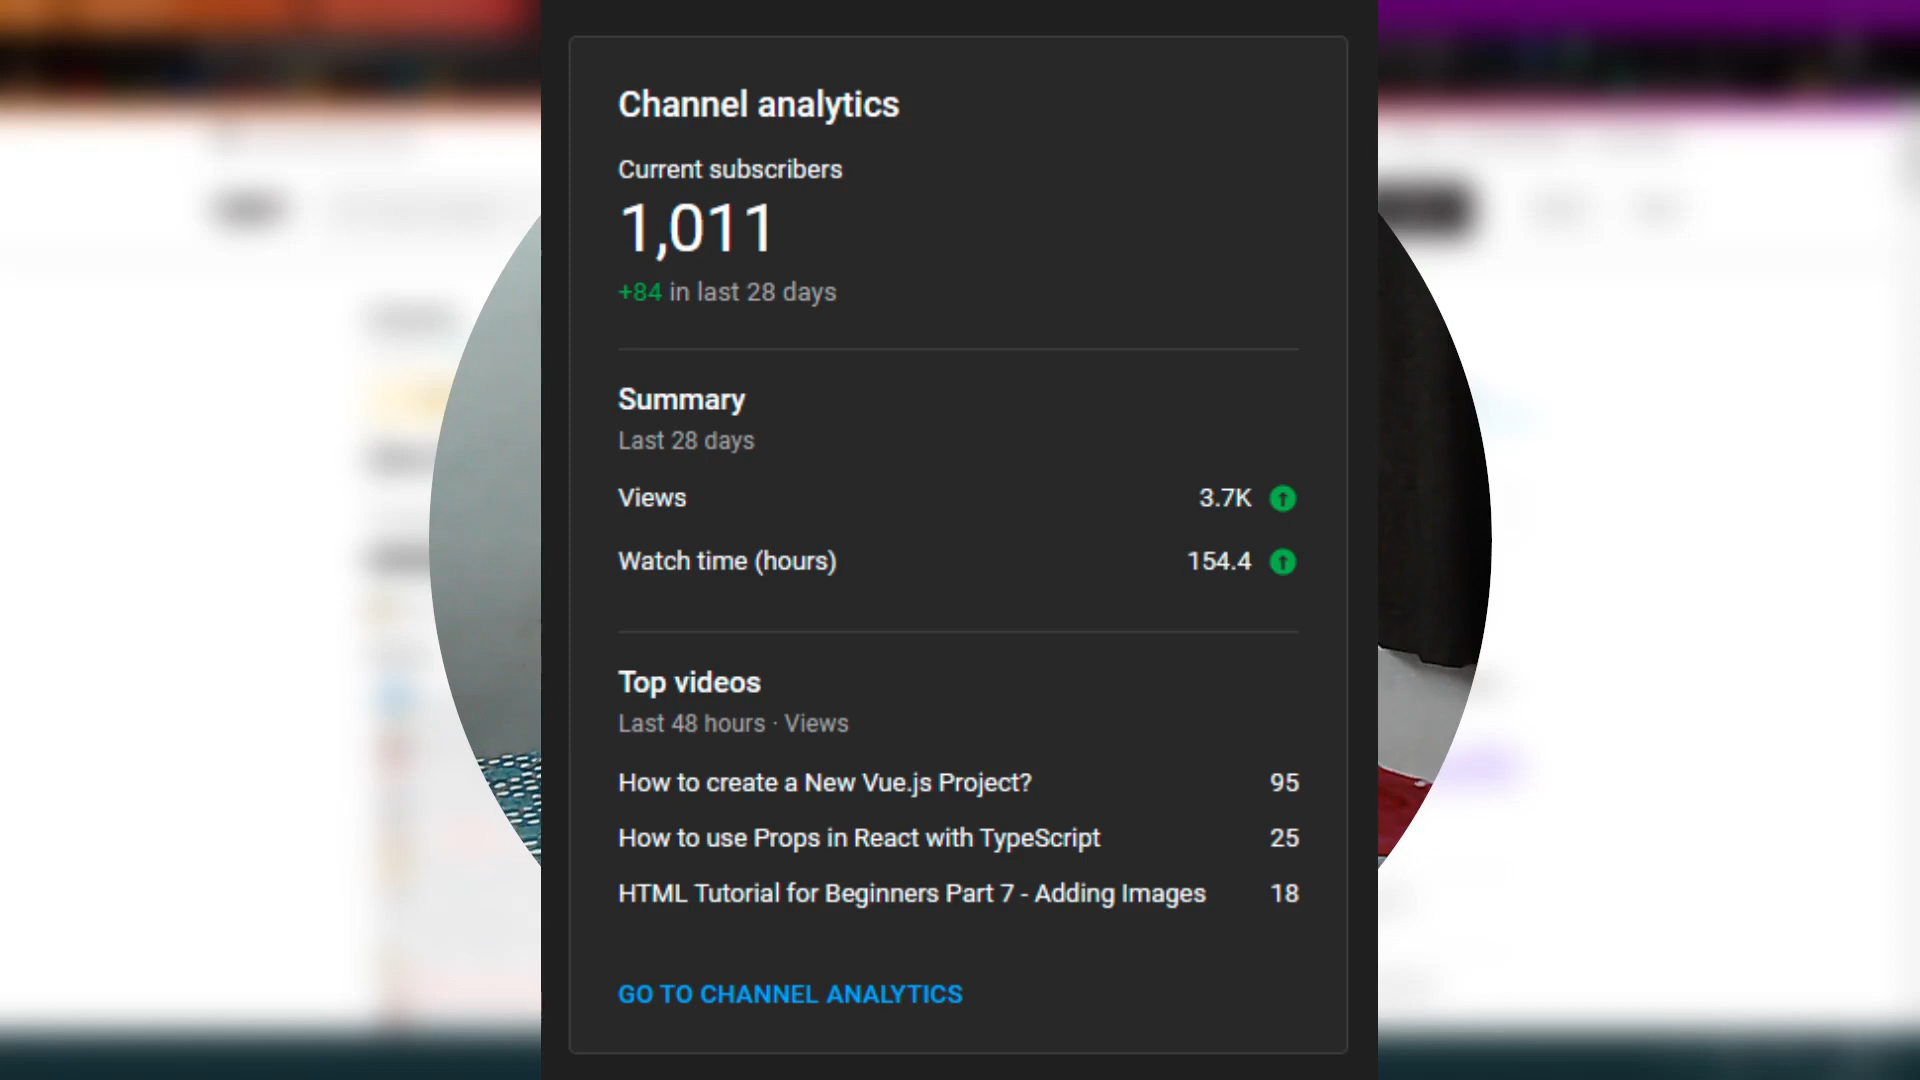 Channel analytics
Current subscribers
1,011
+84 in last 28 days
Summary
Last 28 days
Views 3.7K
Watch time (hours) 154.4
Top videos
Last 48 hours · Views
How to create a New Vue.js Project? 95
How to use Props in React with TypeScript 25
HTML Tutorial for Beginners Part 7 - Adding Images 18
GO TO CHANNEL ANALYTICS